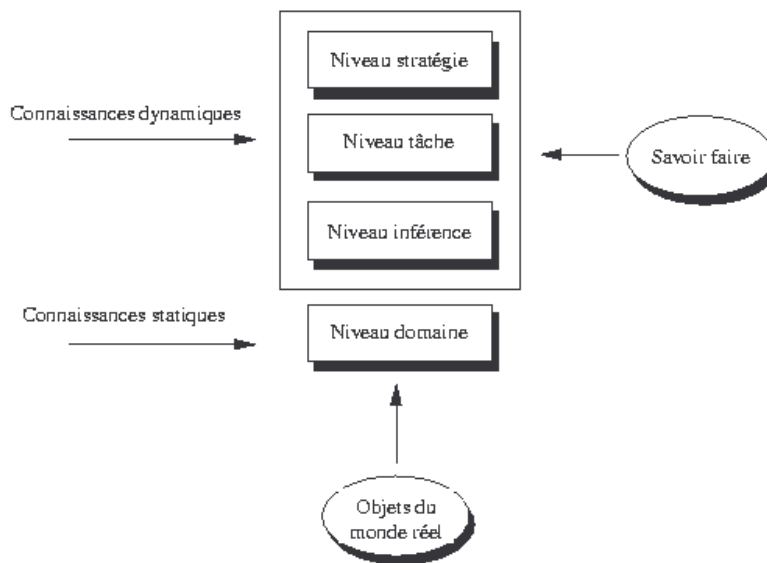 Niveau stratégie
Connaissances dynamiques
Niveau tâche
Savoir faire
Niveau inférence
Connaissances statiques
Niveau domaine
Objets du
monde réel